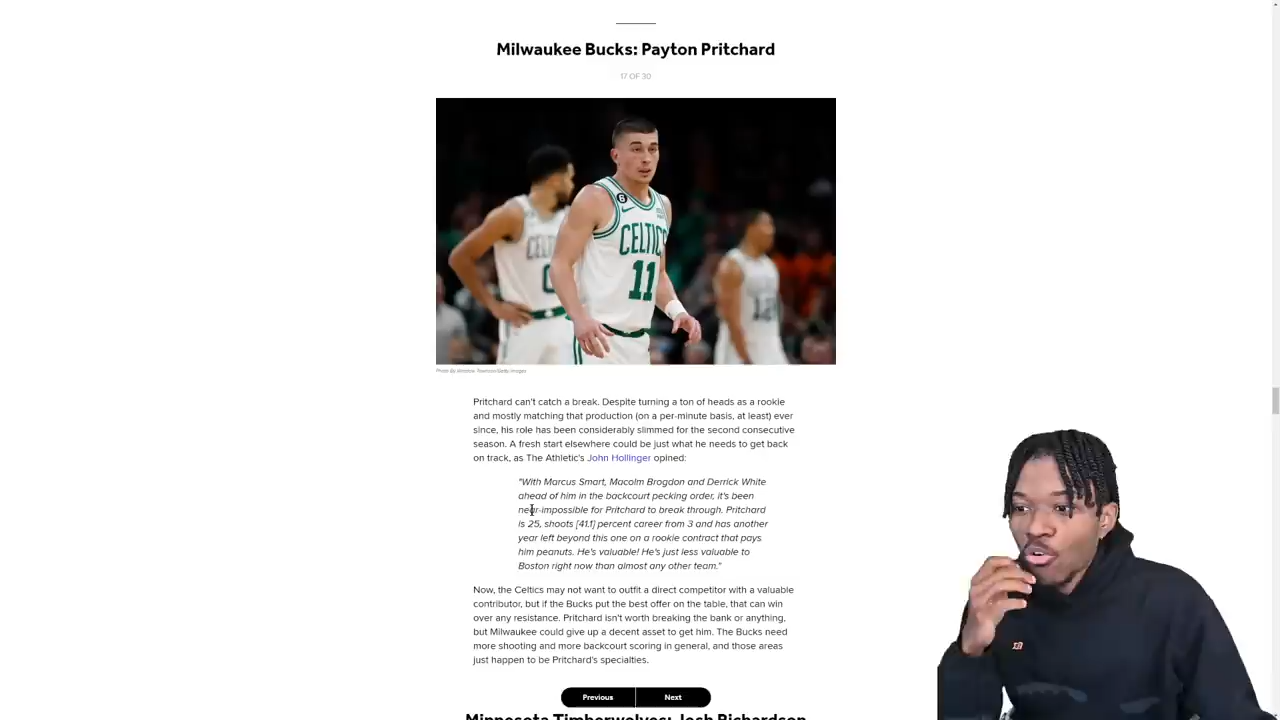 Milwaukee Bucks: Payton Pritchard
17 OF 30
CELTICS
11
Pritchard can't catch a break. Despite turning a ton of heads as a rookie
and mostly matching that production (on a per-minute basis, at least) ever
since, his role has been considerably slimmed for the second consecutive
season. A fresh start elsewhere could be just what he needs to get back
on track, as The Athletic's John Hollinger opined:
"With Marcus Smart, Macolm Brogdon and Derrick White
ahead of him in the backcourt pecking order, it's been
near-impossible for Pritchard to break through. Pritchard
is 25, shoots [41.1] percent career from 3 and has another
year left beyond this one on a rookie contract that pays
him peanuts. He's valuable! He's just less valuable to
Boston right now than almost any other team."
Now, the Celtics may not want to outfit a direct competitor with a valuable
contributor, but if the Bucks put the best offer on the table, that can win
over any resistance. Pritchard isn't worth breaking the bank or anything,
but Milwaukee could give up a decent asset to get him. The Bucks need
more shooting and more backcourt scoring in general, and those areas
just happen to be Pritchard's specialties.
Previous Next
Minnesota Timberwolves: Josh Richardson